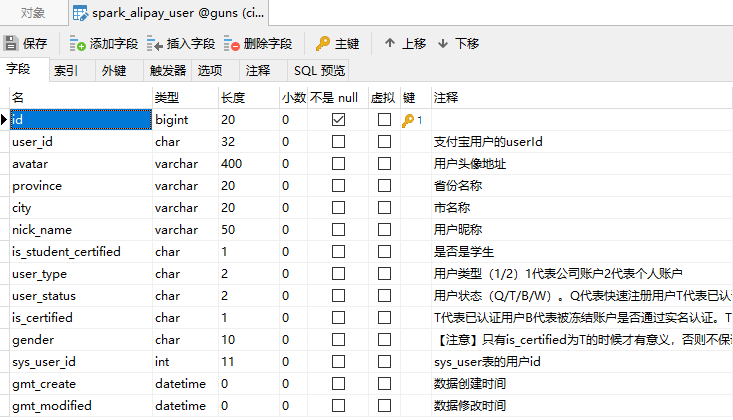 对象 spark_alipay_user @guns (ci...
保存 添加字段 插入字段 删除字段 主键 上移 下移
字段 索引 外键 触发器 选项 注释 SQL 预览
名 类型 长度 小数 不是 null 虚拟 键 注释
id bigint 20 0 1
user_id char 32 0 支付宝用户的userId
avatar varchar 400 0 用户头像地址
province varchar 20 0 省份名称
city varchar 20 0 市名称
nick_name varchar 50 0 用户昵称
is_student_certified char 1 0 是否是学生
user_type char 2 0 用户类型（1/2）1代表公司账户2代表个人账户
user_status char 2 0 用户状态（Q/T/B/W）。Q代表快速注册用户T代表已认
is_certified char 1 0 T代表已认证用户B代表被冻结账户是否通过实名认证。T
gender char 10 0 【注意】只有is_certified为T的时候才有意义，否则不保
sys_user_id int 11 0 sys_user表的用户id
gmt_create datetime 0 0 数据创建时间
gmt_modified datetime 0 0 数据修改时间